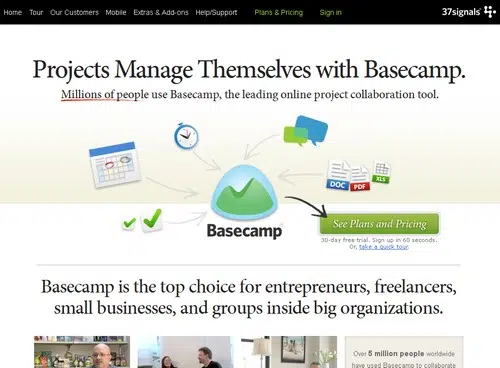 Home Tour Our Customers Mobile Extras & Add-ons Help/Support Plans & Pricing Sign in 37signals
Projects Manage Themselves with Basecamp.
Millions of people use Basecamp, the leading online project collaboration tool.
DOC PDF XLS
Basecamp
See Plans and Pricing
30-day free trial. Sign up in 60 seconds.
Or, take a quick tour.
Basecamp is the top choice for entrepreneurs, freelancers,
small businesses, and groups inside big organizations.
Over 5 million people worldwide
have used Basecamp to collaborate